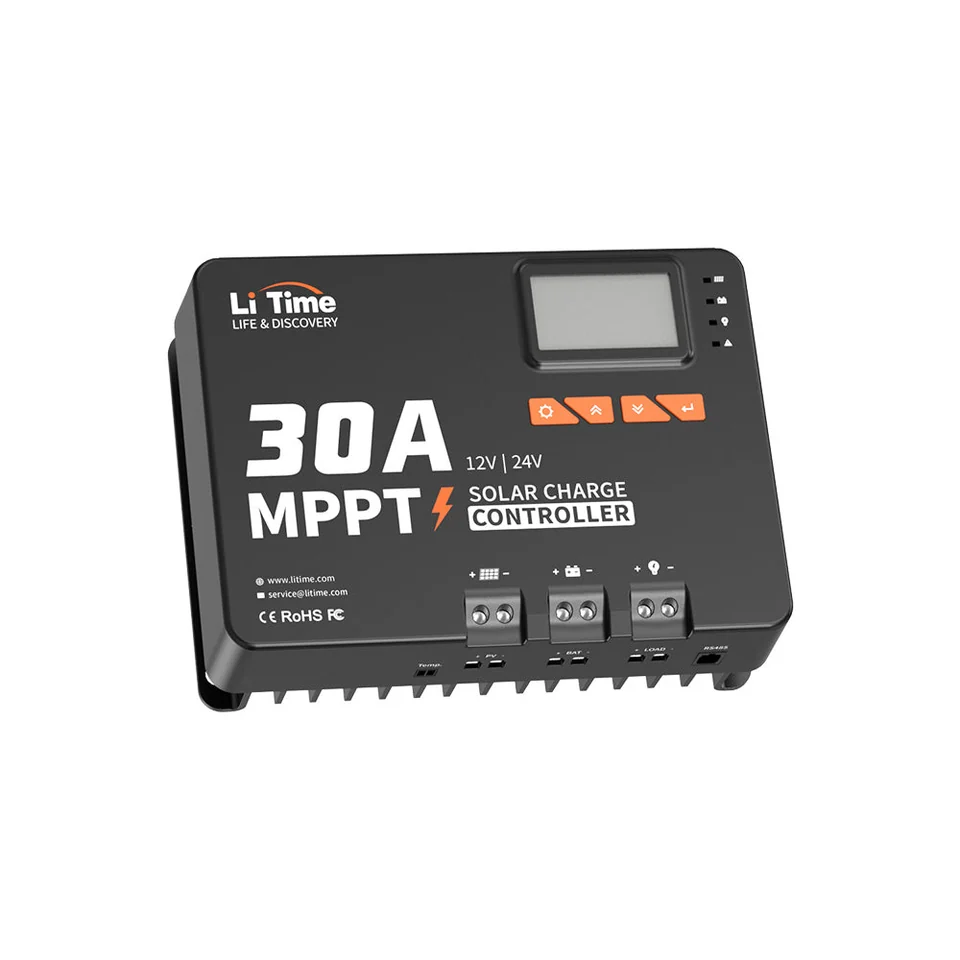 Li Time
LIFE & DISCOVERY
30A
12V | 24V
MPPT
SOLAR CHARGE
CONTROLLER
www.litime.com
service@litime.com
CE RoHS FC
+ -
+ -
+ -
Temp.
+ PV -
+ BAT -
+ LOAD -
RS485